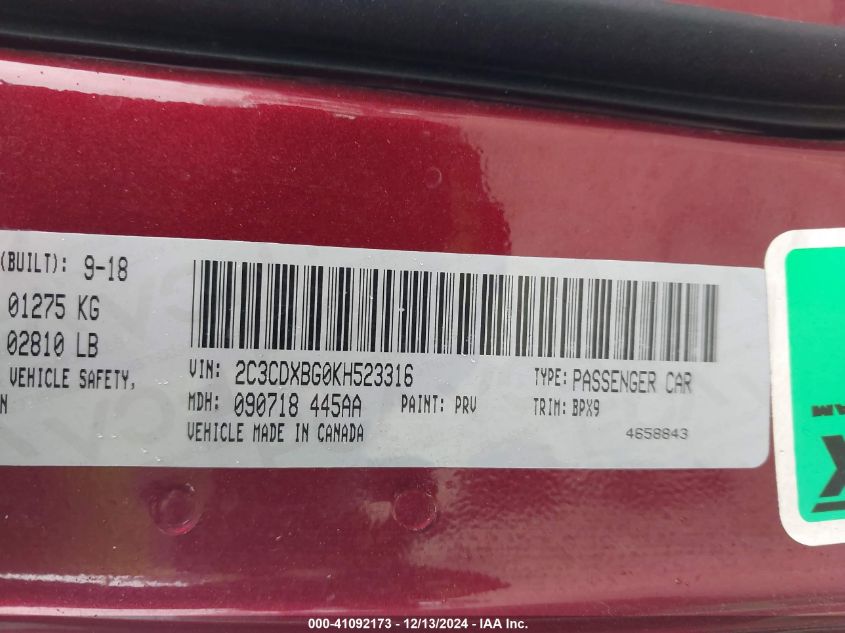 (BUILT): 9-18
01275 KG
02810 LB
VEHICLE SAFETY,
N
VIN: 2C3CDXBG0KH523316
TYPE: PASSENGER CAR
MDH: 090718 445AA
PAINT: PRV
TRIM: BPX9
VEHICLE MADE IN CANADA
4658843
AM
X
000-41092173 - 12/13/2024 - IAA Inc.